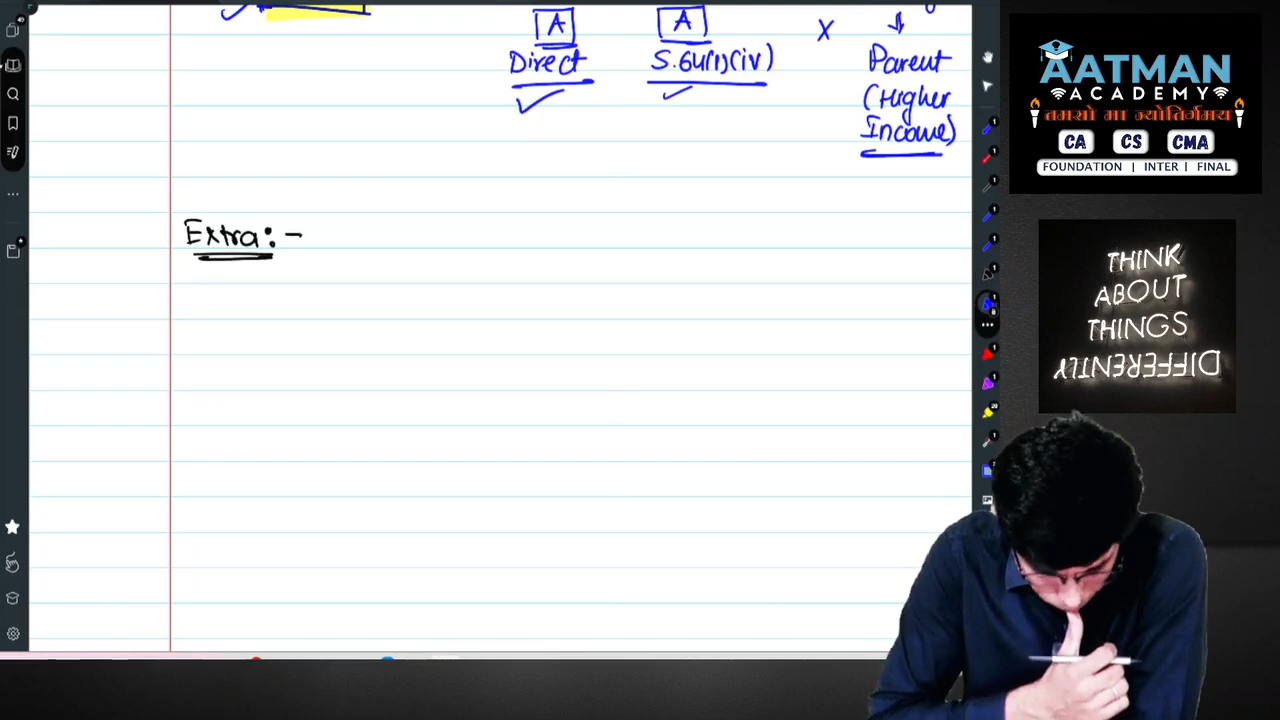 A A X
Direct S.64(1)(iv) Parent
(Higher
Income)
Extra:-
AATMAN
ACADEMY
तमसो मा ज्योतिर्गमय
CA CS CMA
FOUNDATION | INTER | FINAL
THINK
ABOUT
THINGS
DIFFERENTLY